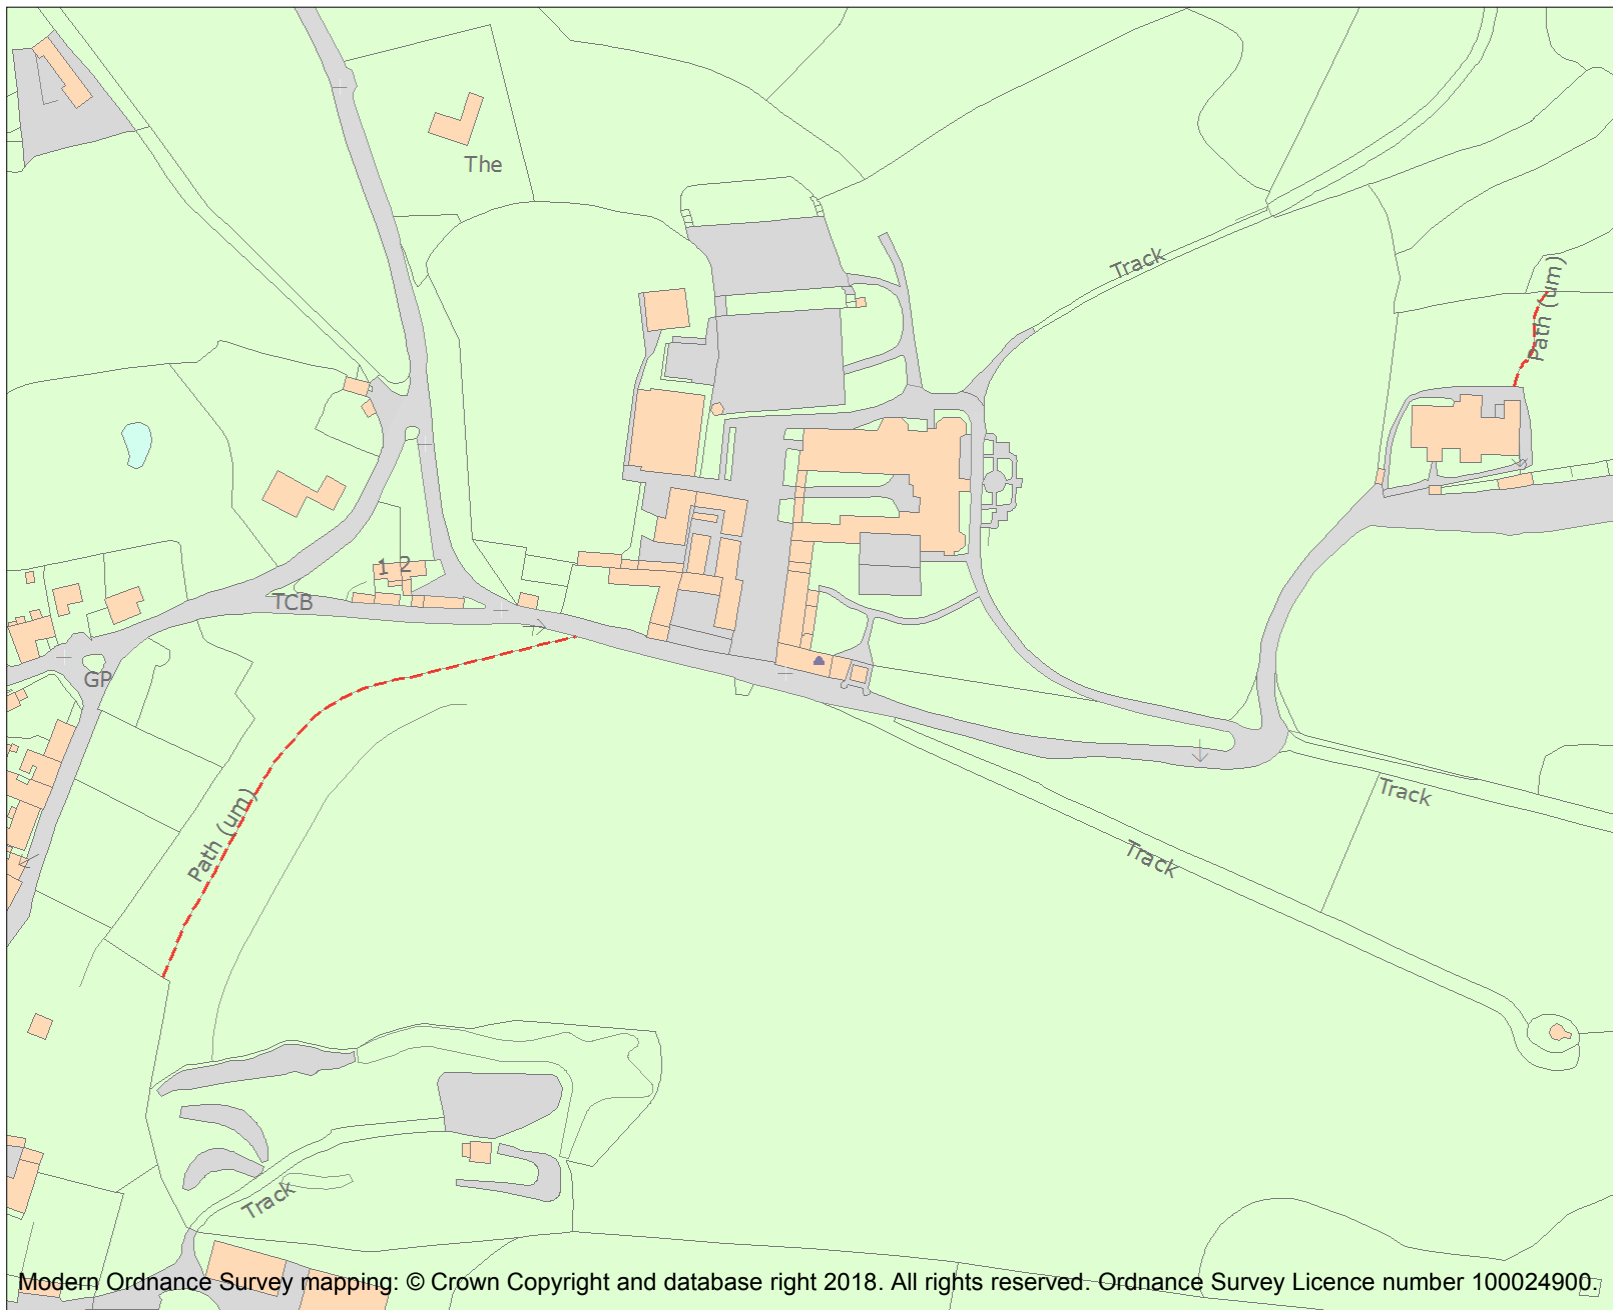 The
Track
Path (um)
1 2
TCB
GP
Path (um)
Track
Track
Track
Modern Ordnance Survey mapping: © Crown Copyright and database right 2018. All rights reserved. Ordnance Survey Licence number 100024900.